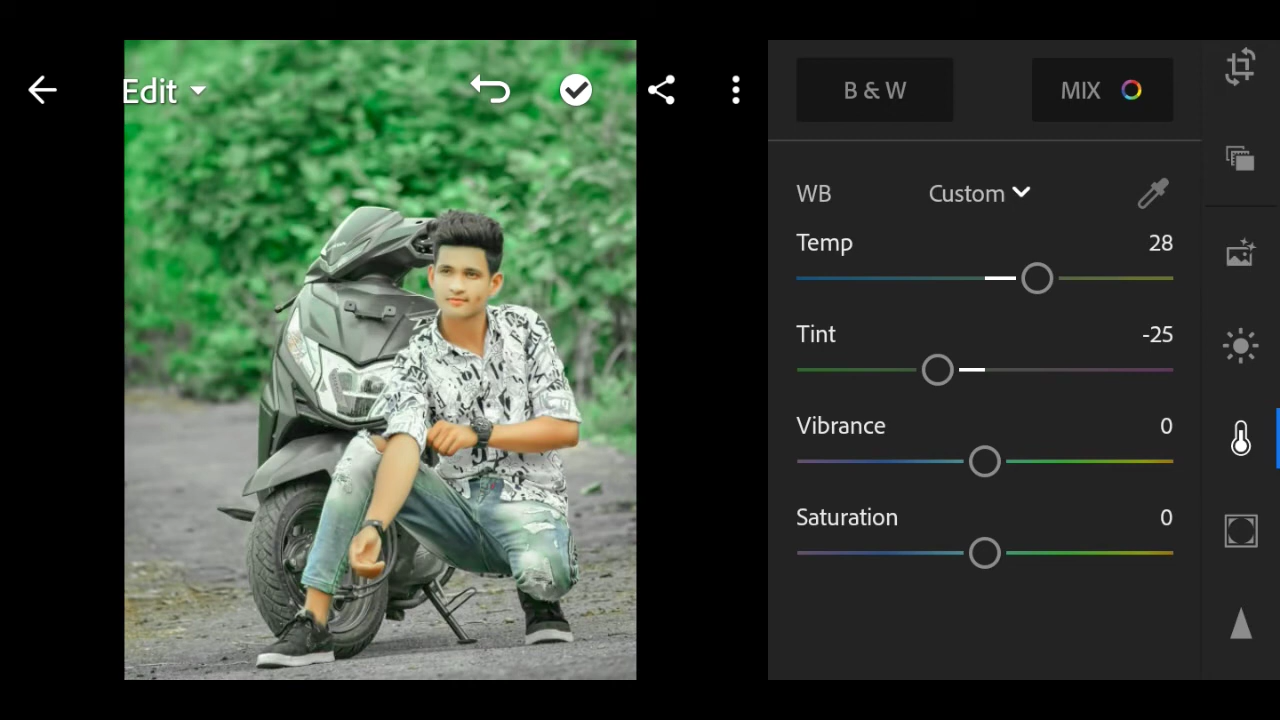 Edit
B & W
MIX
WB
Custom
Temp
28
Tint
-25
Vibrance
0
Saturation
0